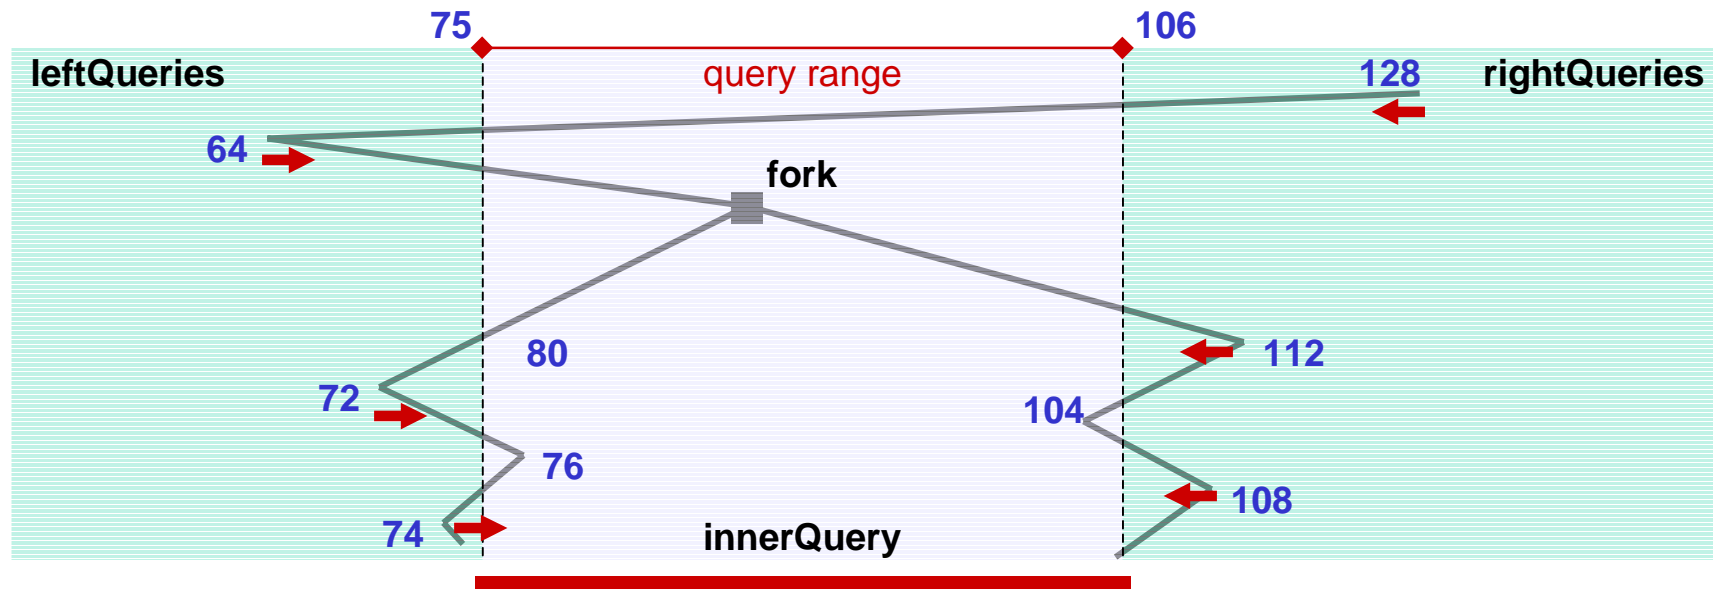 75
106
leftQueries
query range
128
rightQueries
64
fork
80
112
72
104
76
108
74
innerQuery